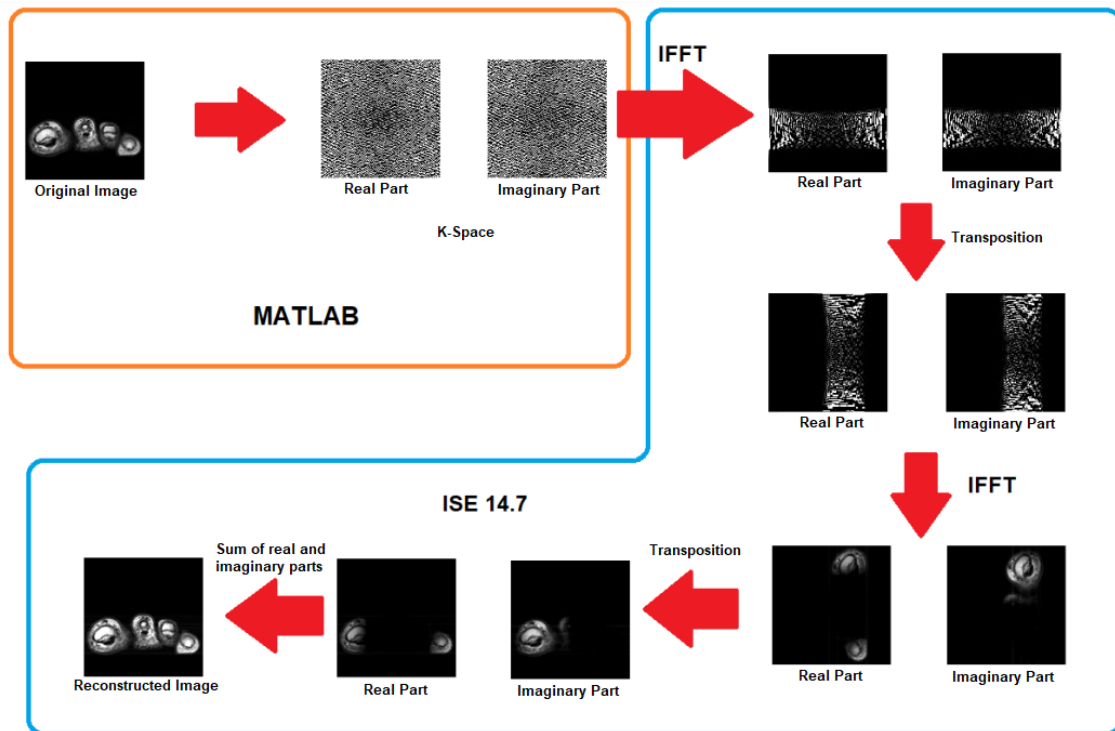 IFFT
Original Image
Real Part
Imaginary Part
K-Space
MATLAB
Real Part
Imaginary Part
Transposition
Real Part
Imaginary Part
IFFT
ISE 14.7
Sum of real and
imaginary parts
Transposition
Reconstructed Image
Real Part
Imaginary Part
Real Part
Imaginary Part